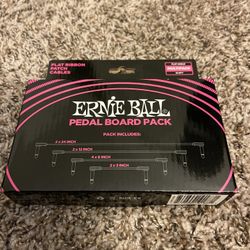 FLAT RIBBON
PATCH
CABLES
MULTIPACK
ERNIE BALL
PEDAL BOARD PACK
PACK INCLUDES:
2 x 24 INCH
2 x 12 INCH
4 x 6 INCH
2 x 3 INCH